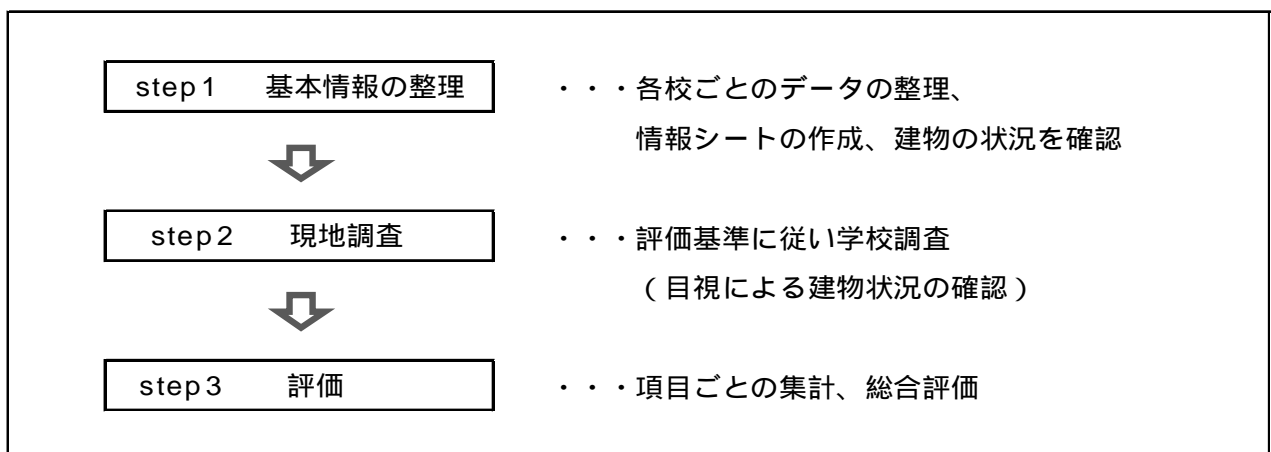 step1 基本情報の整理 ・・・各校ごとのデータの整理、
情報シートの作成、建物の状況を確認
step2 現地調査 ・・・評価基準に従い学校調査
(目視による建物状況の確認)
step3 評価 ・・・項目ごとの集計、総合評価